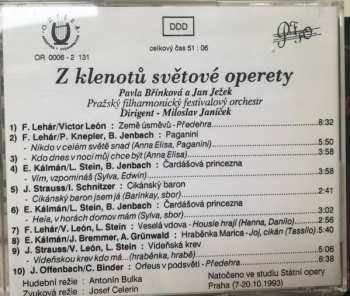 DDD
OR 0006-2 131
celkový čas 51 : 06
Z klenotů světové operety
Pavla Břínková a Jan Ježek
Pražský filharmonický festivalový orchestr
Dirigent - Miloslav Janíček
1) F. Lehár/Victor León : Země úsměvů - Předehra 8:32
2) F. Lehár/P. Knepler, B. Jenbach : Paganini
- Nikdo v celém světě snad (Anna Elisa, Paganini) 5:50
3) - Kdo dnes v noci můj chce být (Anna Elisa) 3:58
4) E. Kálmán/L. Stein, B. Jenbach : Čardášová princezna
- Vím, vzpomínáš (Sylva, Edwin) 3:58
5) J. Strauss/I. Schnitzer : Cikánský baron
- Cikánský baron jsem já (Barinkay, sbor) 2:41
6) E. Kálmán/L. Stein, B. Jenbach : Čardášová princezna
- Heia, v horách domov mám (Sylva, sbor) 3:02
7) F. Lehár/V. León, L. Stein : Veselá vdova - Housle hrají (Hanna, Danilo) 2:56
8) E. Kálmán/J. Bremmer, A. Grünwald : Hraběnka Marica - Joj, cikán (Tassilo) 5:40
9) J. Strauss/V. León, L. Stein : Vídeňská krev
- Vídeňskou krev kdo má...(hraběnka, hrabě) 5:06
10) J. Offenbach/C. Binder : Orfeus v podsvětí - Předehra 8:38
Hudební režie : Antonín Bulka
Zvuková režie : Josef Celerin
Natočeno ve studiu Státní opery
Praha (7-20.10.1993)